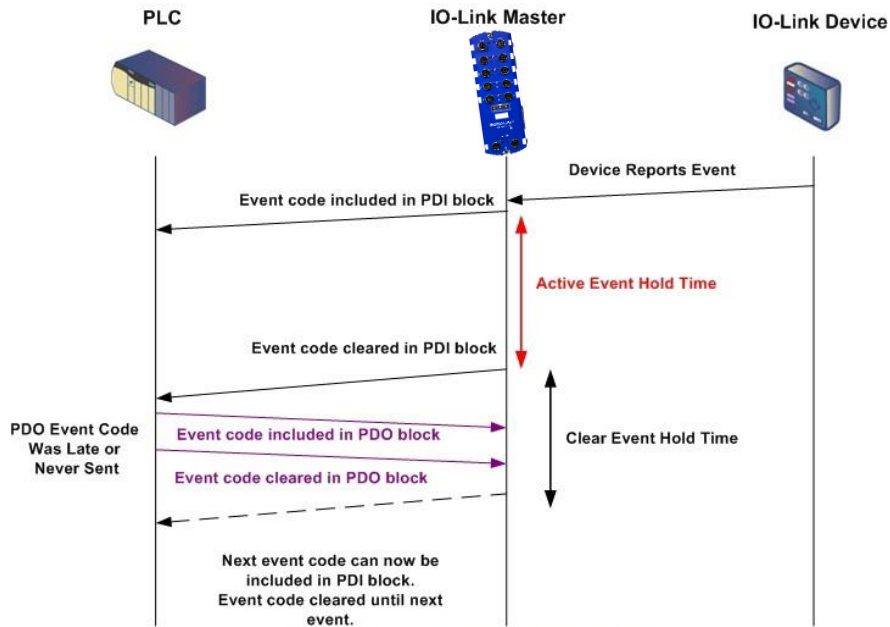 PLC
IO-Link Master
IO-Link Device
Device Reports Event
Event code included in PDI block
Active Event Hold Time
Event code cleared in PDI block
PDO Event Code
Was Late or
Never Sent
Event code included in PDO block
Clear Event Hold Time
Event code cleared in PDO block
Next event code can now be
included in PDI block.
Event code cleared until next
event.